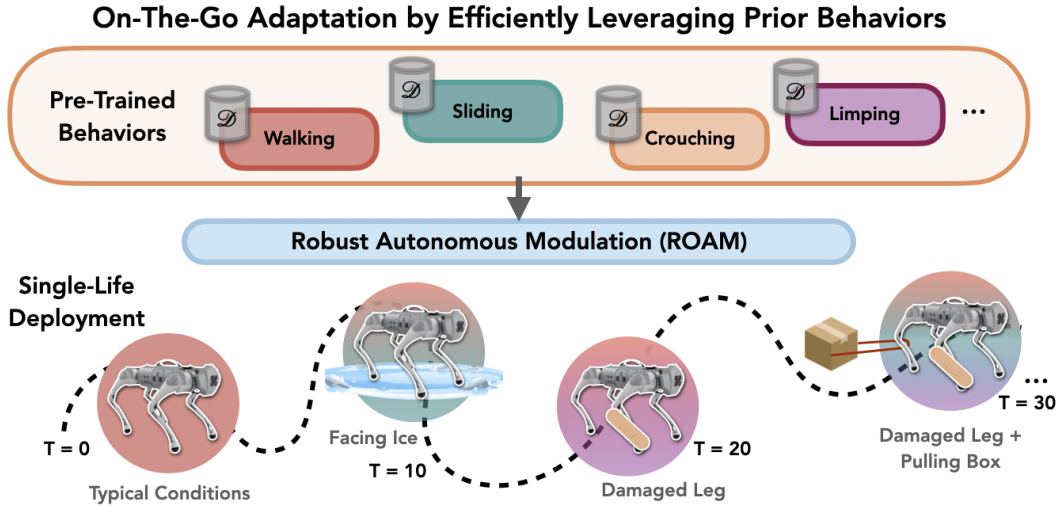 On-The-Go Adaptation by Efficiently Leveraging Prior Behaviors
Pre-Trained
Behaviors
𝒟
Walking
𝒟
Sliding
𝒟
Crouching
𝒟
Limping
...
Robust Autonomous Modulation (ROAM)
Single-Life
Deployment
T = 0
Typical Conditions
Facing Ice
T = 10
T = 20
Damaged Leg
...
T = 30
Damaged Leg +
Pulling Box